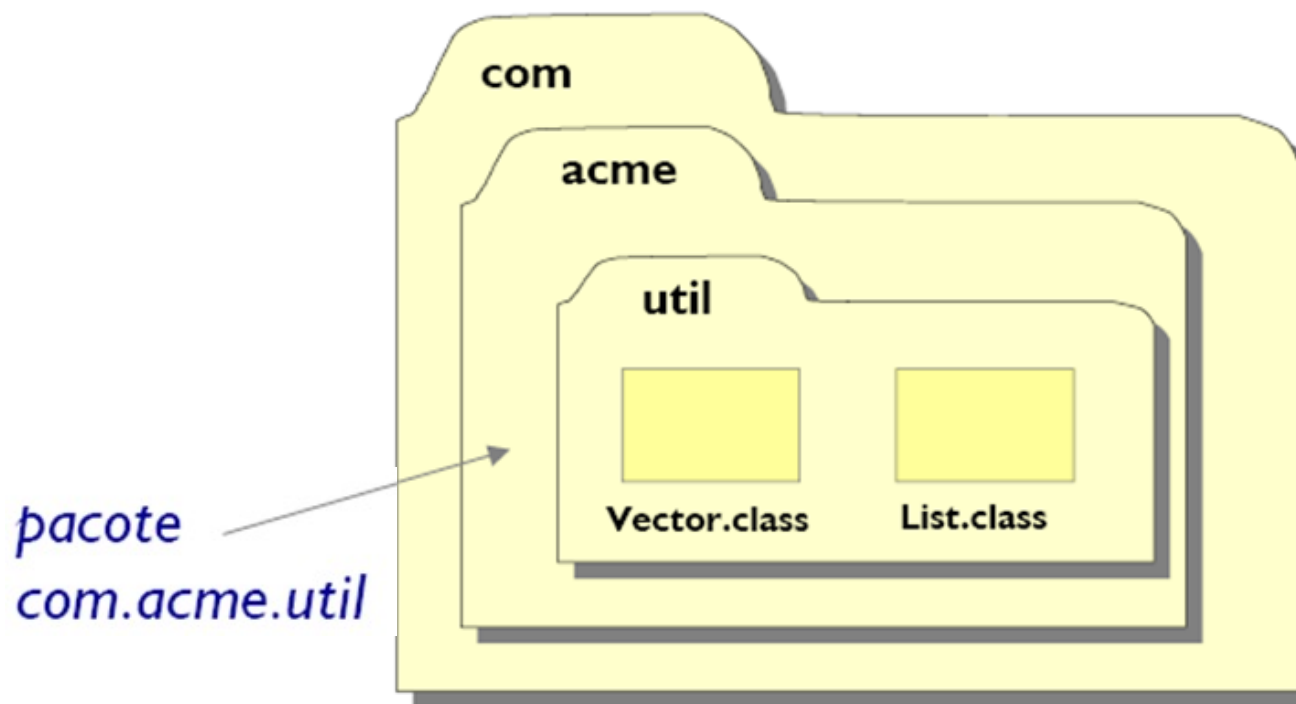 com
acme
util
Vector.class
List.class
pacote
com.acme.util